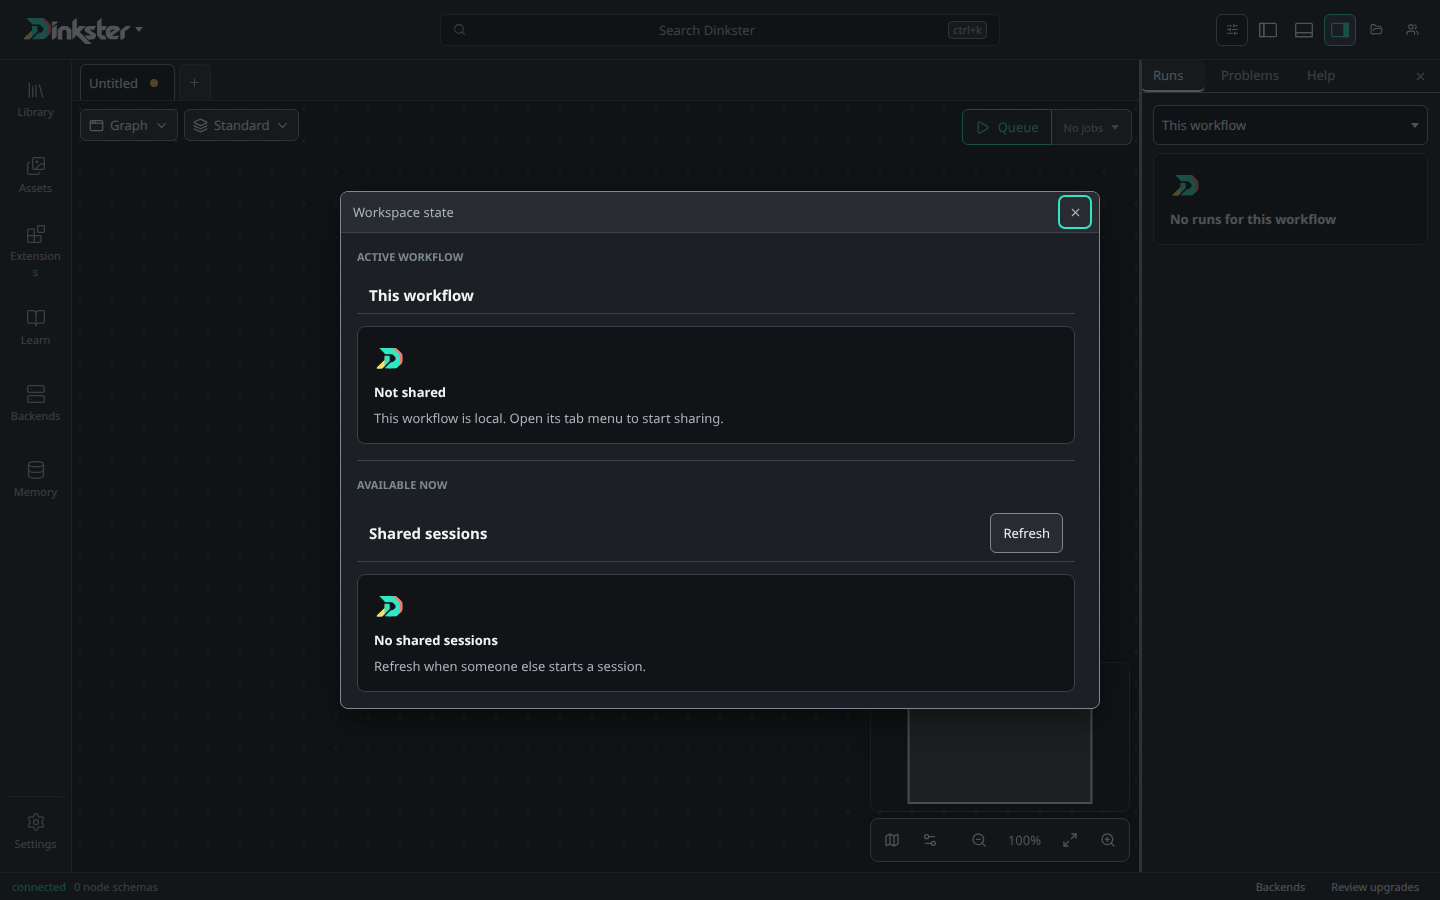 Dinkster
Search Dinkster
ctrl+k
Untitled
+
Runs
Problems
Help
Library
Assets
Extension
s
Learn
Backends
Memory
Settings
Graph
Standard
Queue
No jobs
This workflow
No runs for this workflow
Workspace state
ACTIVE WORKFLOW
This workflow
Not shared
This workflow is local. Open its tab menu to start sharing.
AVAILABLE NOW
Shared sessions
Refresh
No shared sessions
Refresh when someone else starts a session.
100%
connected
0 node schemas
Backends
Review upgrades